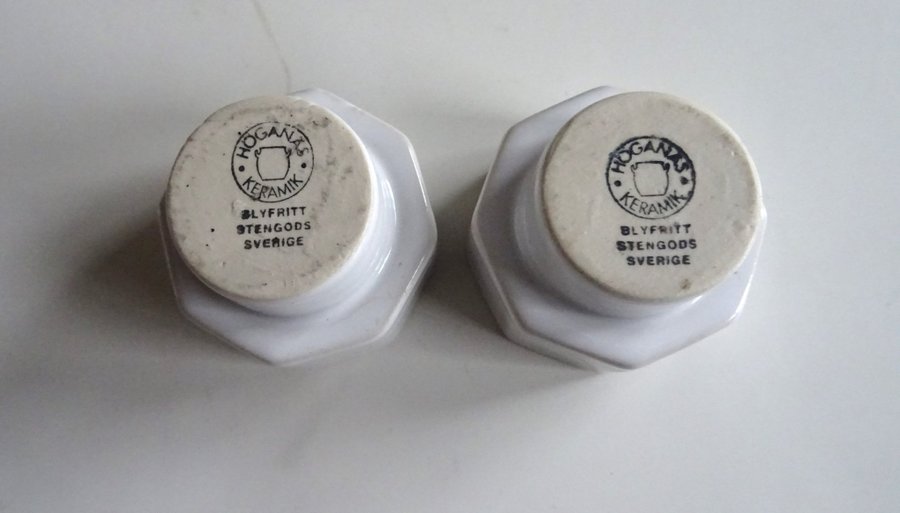 HÖGANÄS
KERAMIK
BLYFRITT
STENGODS
SVERIGE
HÖGANÄS
KERAMIK
BLYFRITT
STENGODS
SVERIGE